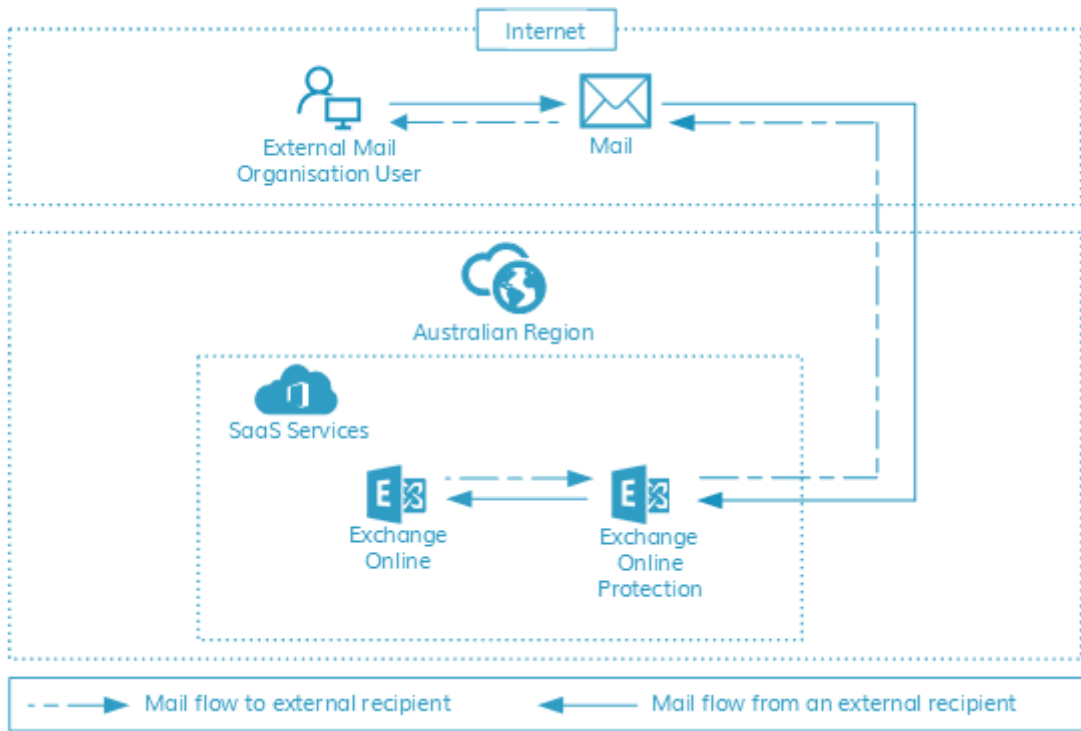 Internet
External Mail
Organisation User
Mail
Australian Region
SaaS Services
Exchange
Online
Exchange
Online
Protection
Mail flow to external recipient
Mail flow from an external recipient